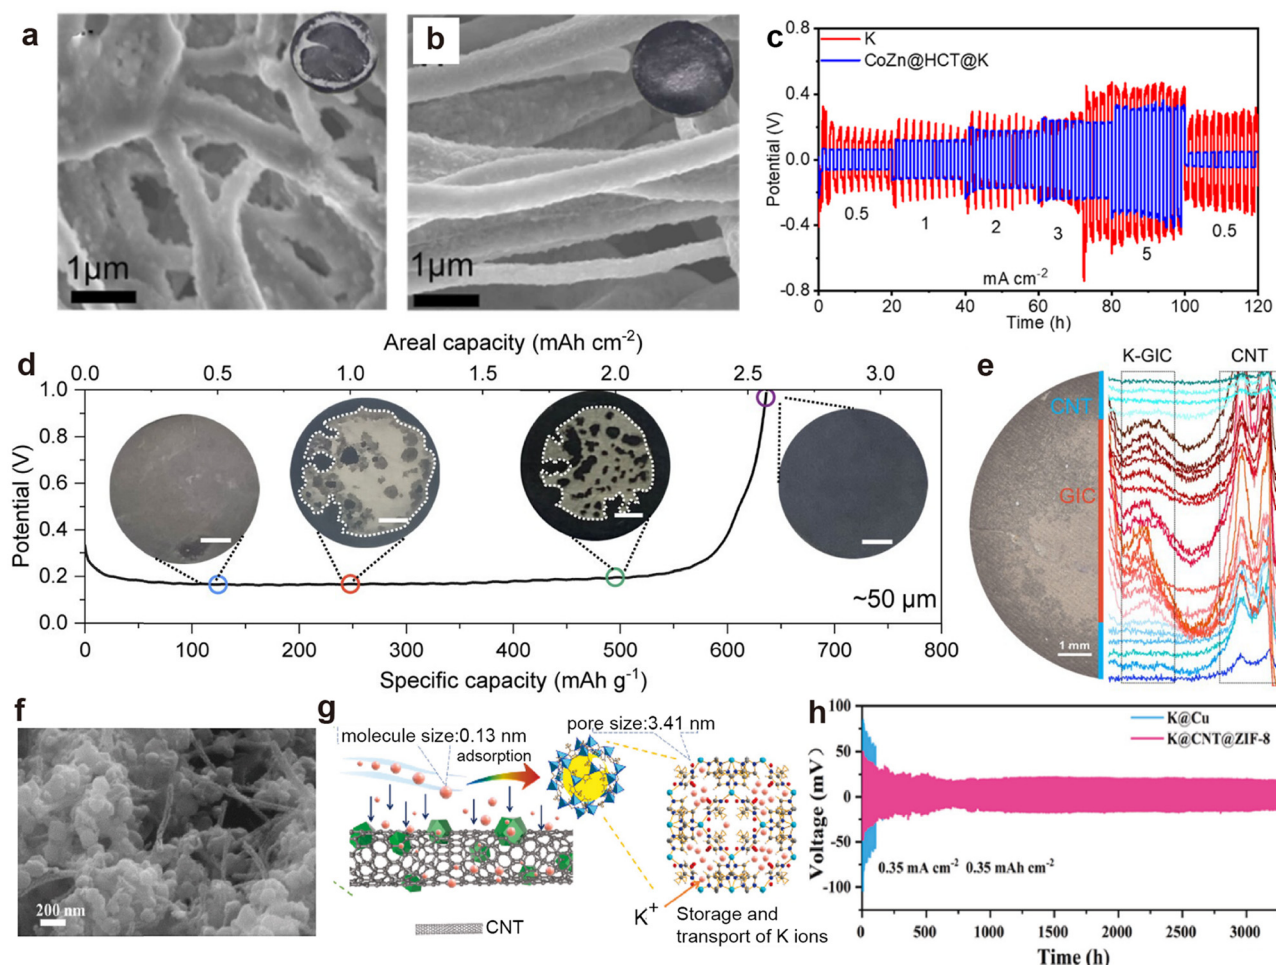 a
1μm
b
1μm
c
K
CoZn@HCT@K
Potential (V)
0.8
0.4
0.0
-0.4
-0.8
0.5
1
2
3
5
0.5
mA cm-2
0 20 40 60 80 100 120
Time (h)
d
Areal capacity (mAh cm-2)
0.0 0.5 1.0 1.5 2.0 2.5 3.0
Potential (V)
1.0
0.8
0.6
0.4
0.2
0.0
~50 μm
0 100 200 300 400 500 600 700 800
Specific capacity (mAh g-1)
e
K-GIC
CNT
CNT
GIC
1 mm
f
200 nm
g
molecule size:0.13 nm
adsorption
pore size:3.41 nm
CNT
K+
Storage and
transport of K ions
h
K@Cu
K@CNT@ZIF-8
Voltage (mV)
100
50
25
0
-25
-50
-100
0.35 mA cm-2 0.35 mAh cm-2
0 500 1000 1500 2000 2500 3000
Time (h)